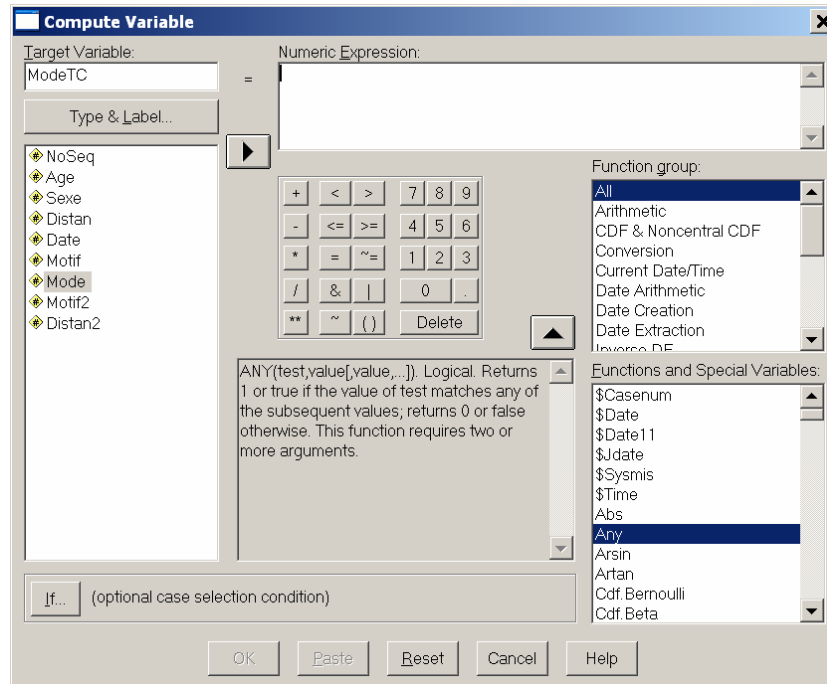 Compute Variable
Target Variable:
ModeTC
=
Numeric Expression:
Type & Label...
NoSeq
Age
Sexe
Distan
Date
Motif
Mode
Motif2
Distan2
+ < > 7 8 9
- <= >= 4 5 6
* = ~= 1 2 3
/ & | 0 .
** ~ () Delete
Function group:
All
Arithmetic
CDF & Noncentral CDF
Conversion
Current Date/Time
Date Arithmetic
Date Creation
Date Extraction
Inverse DF
ANY(test,value[,value,...]). Logical. Returns
1 or true if the value of test matches any of
the subsequent values; returns 0 or false
otherwise. This function requires two or
more arguments.
Functions and Special Variables:
$Casenum
$Date
$Date11
$Jdate
$Sysmis
$Time
Abs
Any
Arsin
Artan
Cdf.Bernoulli
Cdf.Beta
If... (optional case selection condition)
OK Paste Reset Cancel Help